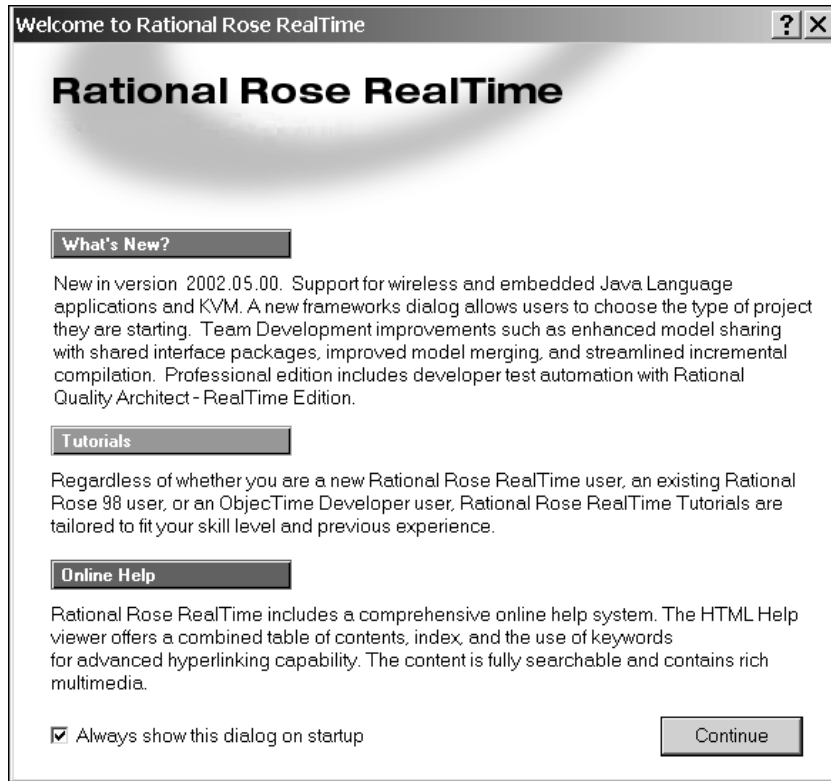 Welcome to Rational Rose RealTime
Rational Rose RealTime
What's New?
New in version 2002.05.00. Support for wireless and embedded Java Language
applications and KVM. A new frameworks dialog allows users to choose the type of project
they are starting. Team Development improvements such as enhanced model sharing
with shared interface packages, improved model merging, and streamlined incremental
compilation. Professional edition includes developer test automation with Rational
Quality Architect - RealTime Edition.
Tutorials
Regardless of whether you are a new Rational Rose RealTime user, an existing Rational
Rose 98 user, or an ObjecTime Developer user, Rational Rose RealTime Tutorials are
tailored to fit your skill level and previous experience.
Online Help
Rational Rose RealTime includes a comprehensive online help system. The HTML Help
viewer offers a combined table of contents, index, and the use of keywords
for advanced hyperlinking capability. The content is fully searchable and contains rich
multimedia.
Always show this dialog on startup
Continue